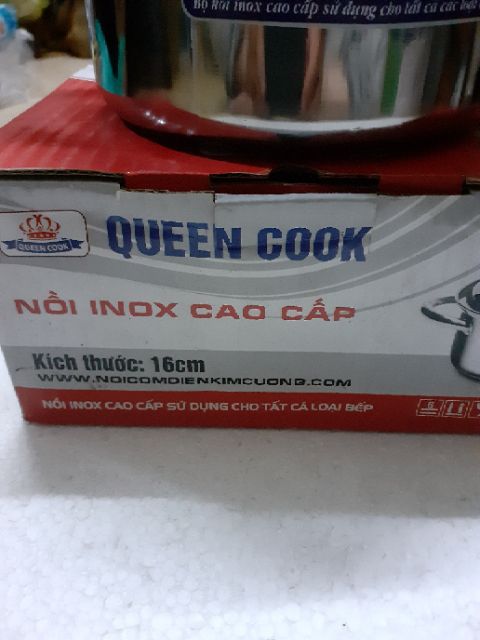 Bộ nồi inox cao cấp sử dụng cho tất cả các loại
QUEEN COOK
QUEEN COOK
NỒI INOX CAO CẤP
Kích thước: 16cm
WWW.NOICOMDIENKIMCUONG.COM
NỒI INOX CAO CẤP SỬ DỤNG CHO TẤT CẢ LOẠI BẾP